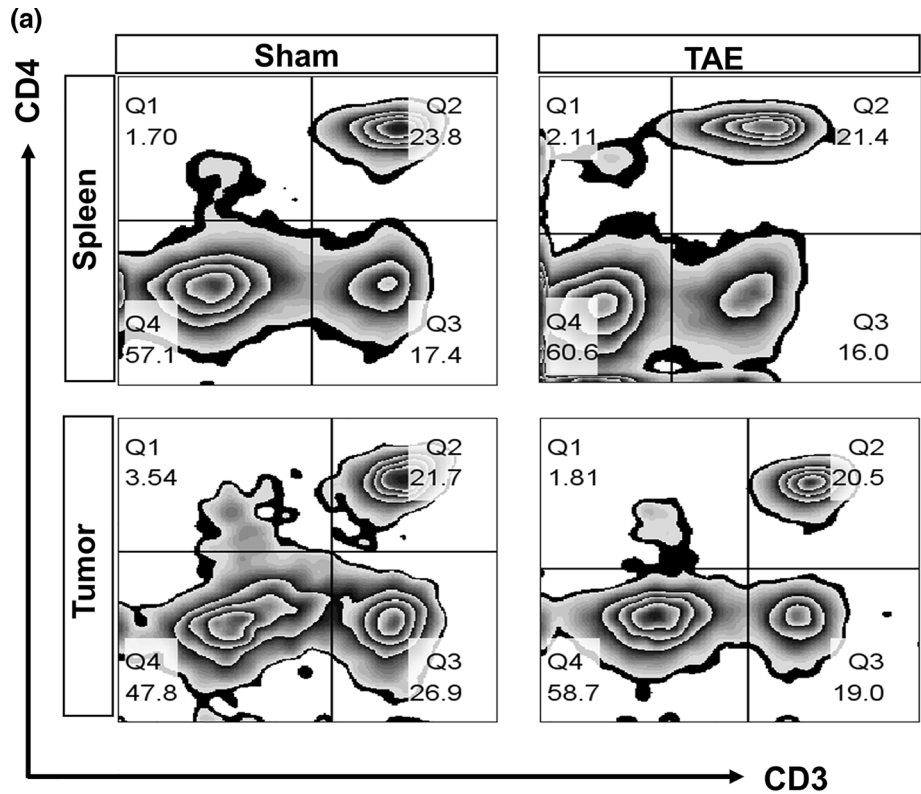 (a)
CD4
Sham
TAE
Spleen
Q1
1.70
Q2
23.8
Q4
57.1
Q3
17.4
Q1
2.11
Q2
21.4
Q4
60.6
Q3
16.0
Tumor
Q1
3.54
Q2
21.7
Q4
47.8
Q3
26.9
Q1
1.81
Q2
20.5
Q4
58.7
Q3
19.0
CD3